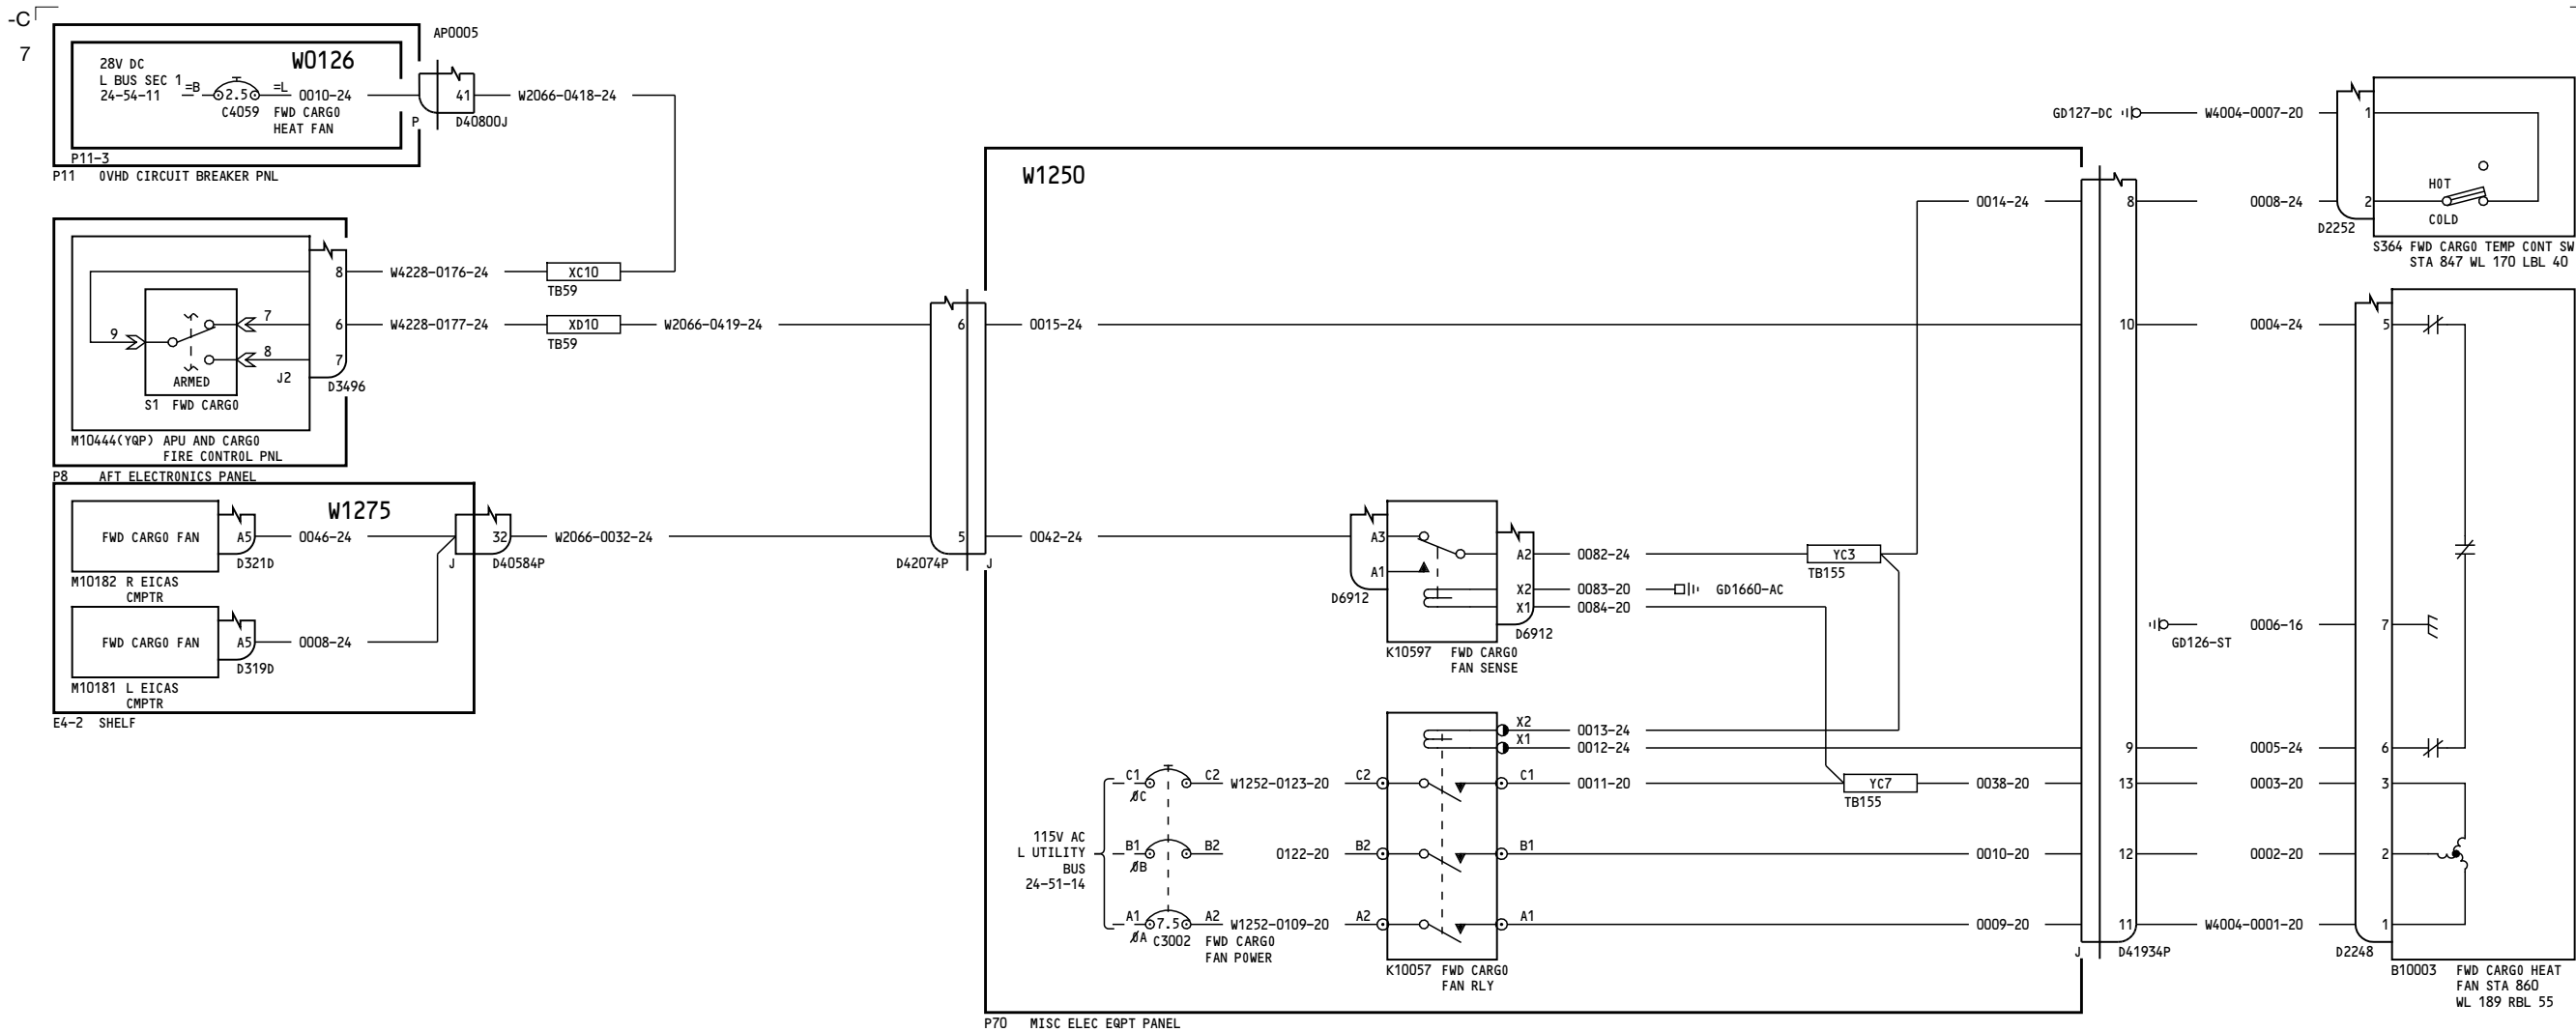 -C
7
AP0005
28V DC
L BUS SEC 1
24-54-11
=B
2.5
=L
0010-24
C4059
FWD CARGO
HEAT FAN
W0126
P11-3
P11 OVHD CIRCUIT BREAKER PNL
P
41
D40800J
W2066-0418-24
8
W4228-0176-24
XC10
TB59
9
7
6
W4228-0177-24
XD10
TB59
W2066-0419-24
8
7
ARMED
J2
D3496
S1 FWD CARGO
M10444(YQP) APU AND CARGO
FIRE CONTROL PNL
P8 AFT ELECTRONICS PANEL
W1275
FWD CARGO FAN
A5
0046-24
D321D
M10182 R EICAS
CMPTR
FWD CARGO FAN
A5
0008-24
D319D
M10181 L EICAS
CMPTR
E4-2 SHELF
J
32
D40584P
W2066-0032-24
6
5
D42074P
J
W1250
0015-24
0042-24
A3
A1
D6912
A2
X2
X1
D6912
K10597 FWD CARGO
FAN SENSE
0082-24
0083-20
0084-20
GD1660-AC
YC3
TB155
0014-24
X2
X1
0013-24
0012-24
115V AC
L UTILITY
BUS
24-51-14
C1
ØC
C2
W1252-0123-20
C2
C1
0011-20
YC7
TB155
0038-20
B1
ØB
B2
0122-20
B2
B1
0010-20
A1
ØA
7.5
C3002
A2
W1252-0109-20
FWD CARGO
FAN POWER
A2
A1
0009-20
K10057 FWD CARGO
FAN RLY
P70 MISC ELEC EQPT PANEL
8
10
9
13
12
11
J
D41934P
GD127-DC
W4004-0007-20
1
0008-24
2
D2252
HOT
COLD
S364 FWD CARGO TEMP CONT SW
STA 847 WL 170 LBL 40
0004-24
5
GD126-ST
0006-16
7
0005-24
6
0003-20
3
0002-20
2
W4004-0001-20
1
D2248
B10003 FWD CARGO HEAT
FAN STA 860
WL 189 RBL 55